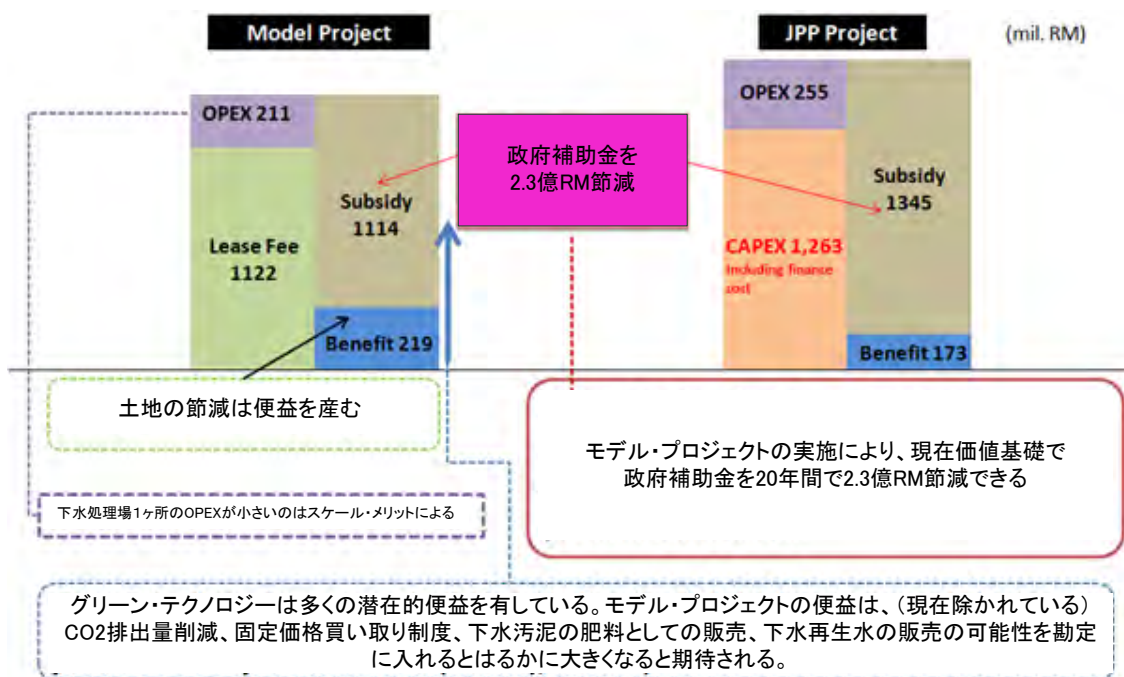 Model Project
JPP Project
(mil. RM)
OPEX 211
Subsidy
1114
Lease Fee
1122
Benefit 219
政府補助金を
2.3億RM節減
OPEX 255
Subsidy
1345
CAPEX 1,263
Including finance
cost
Benefit 173
土地の節減は便益を産む
モデル・プロジェクトの実施により、現在価値基礎で
政府補助金を20年間で2.3億RM節減できる
下水処理場1ヶ所のOPEXが小さいのはスケール・メリットによる
グリーン・テクノロジーは多くの潜在的便益を有している。モデル・プロジェクトの便益は、（現在除かれている）
CO2排出量削減、固定価格買い取り制度、下水汚泥の肥料としての販売、下水再生水の販売の可能性を勘定
に入れるとはるかに大きくなると期待される。